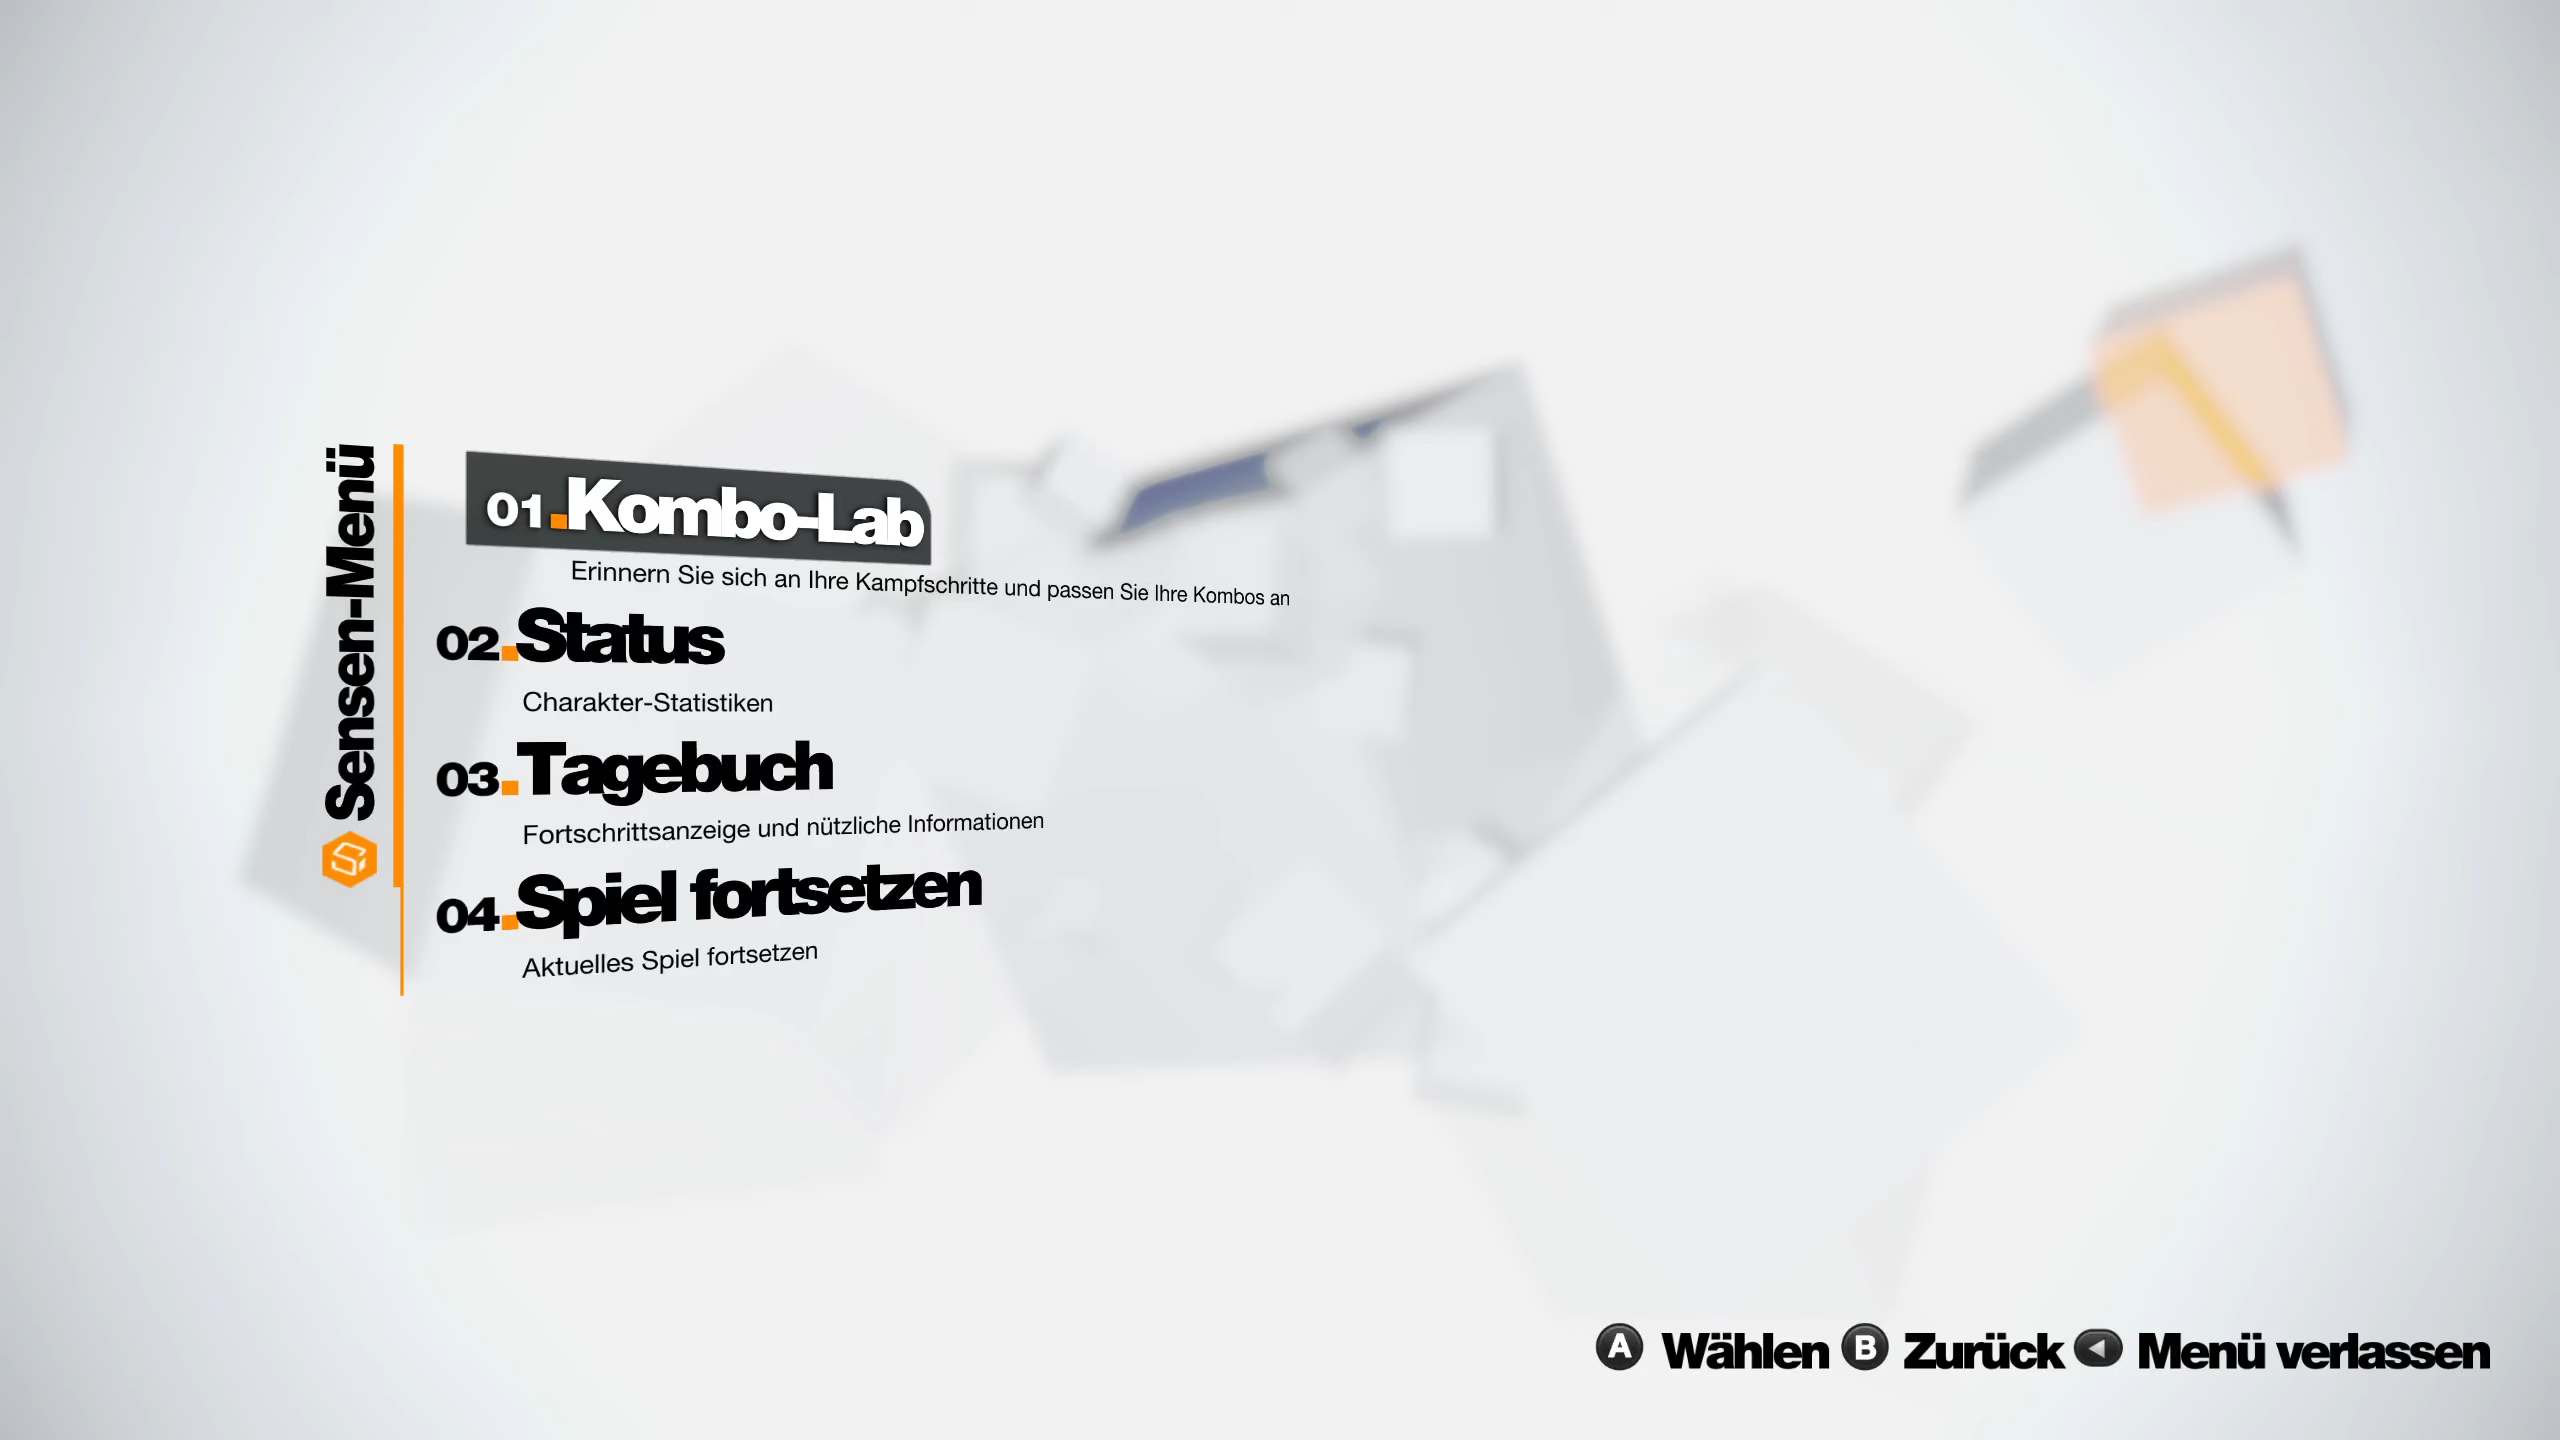 Sensen-Menü
01.Kombo-Lab
Erinnern Sie sich an Ihre Kampfschritte und passen Sie Ihre Kombos an
02.Status
Charakter-Statistiken
03.Tagebuch
Fortschrittsanzeige und nützliche Informationen
04.Spiel fortsetzen
Aktuelles Spiel fortsetzen
A Wählen B Zurück Menü verlassen